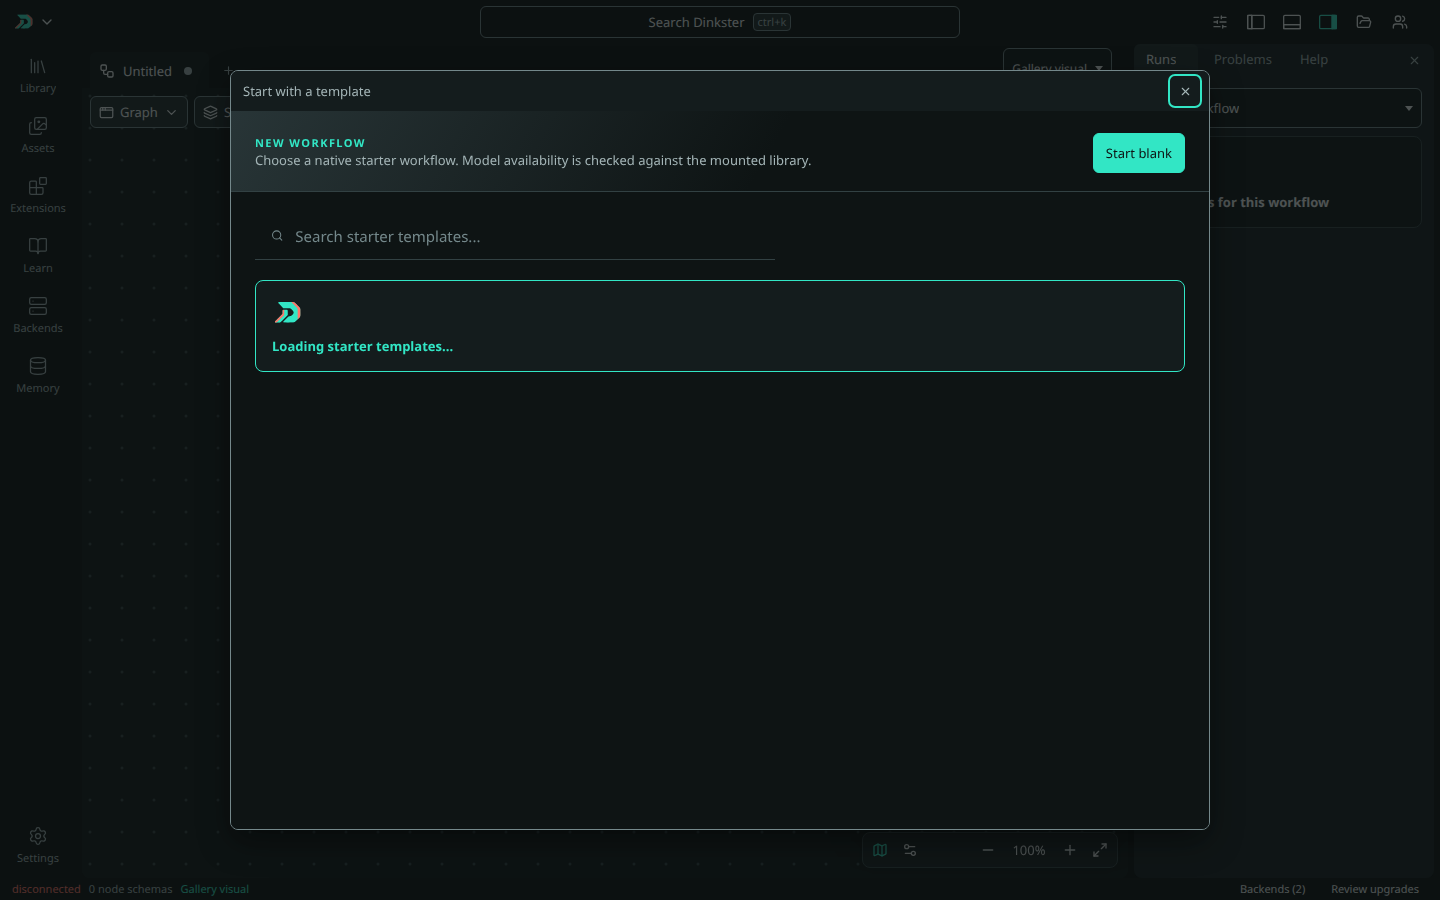 Search Dinkster ctrl+k
Library
Assets
Extensions
Learn
Backends
Memory
Settings
Untitled
Graph
S
Gallery visual
Runs Problems Help
Start with a template
NEW WORKFLOW
Choose a native starter workflow. Model availability is checked against the mounted library.
Start blank
Search starter templates...
Loading starter templates...
kflow
s for this workflow
100%
disconnected 0 node schemas Gallery visual
Backends (2) Review upgrades